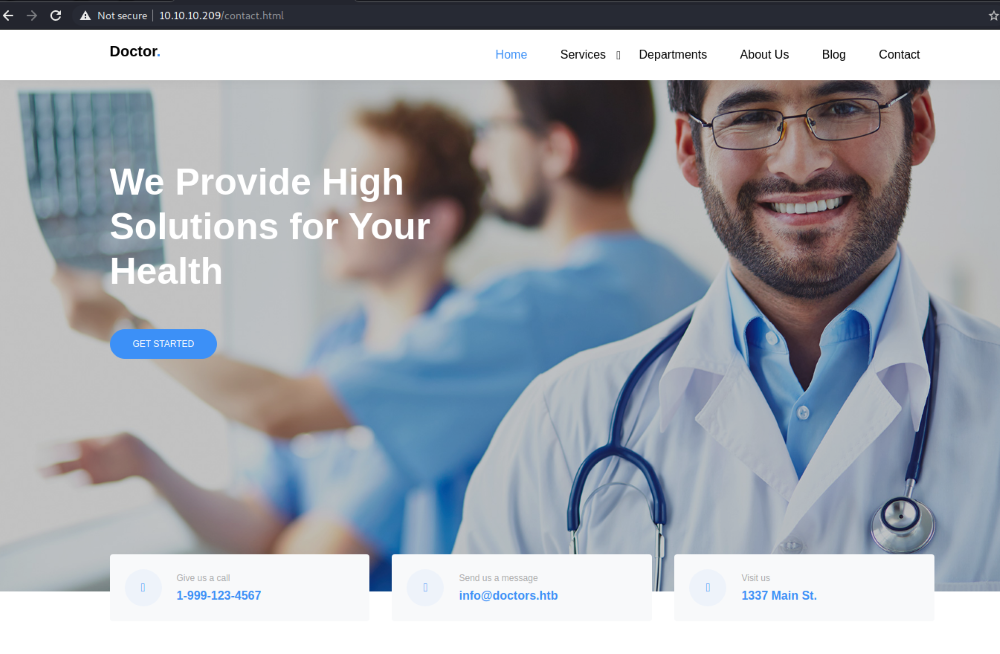 Not secure | 10.10.10.209/contact.html
Doctor.
Home Services Departments About Us Blog Contact
We Provide High
Solutions for Your
Health
GET STARTED
Give us a call
1-999-123-4567
Send us a message
info@doctors.htb
Visit us
1337 Main St.